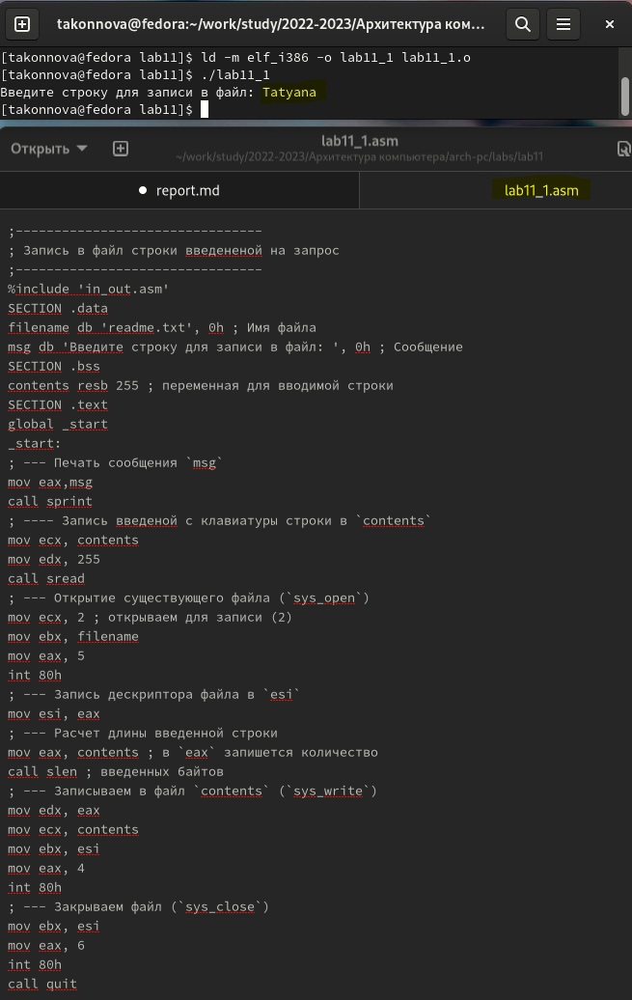 takonnova@fedora:~/work/study/2022-2023/Архитектура ком...
[takonnova@fedora lab11]$ ld -m elf_i386 -o lab11_1 lab11_1.o
[takonnova@fedora lab11]$ ./lab11_1
Введите строку для записи в файл: Tatyana
[takonnova@fedora lab11]$
Открыть
lab11_1.asm
~/work/study/2022-2023/Архитектура компьютера/arch-pc/labs/lab11
report.md
lab11_1.asm
;--------------------------------
; Запись в файл строки введененой на запрос
;--------------------------------
%include 'in_out.asm'
SECTION .data
filename db 'readme.txt', 0h ; Имя файла
msg db 'Введите строку для записи в файл: ', 0h ; Сообщение
SECTION .bss
contents resb 255 ; переменная для вводимой строки
SECTION .text
global _start
_start:
; --- Печать сообщения `msg`
mov eax,msg
call sprint
; ---- Запись введеной с клавиатуры строки в `contents`
mov ecx, contents
mov edx, 255
call sread
; --- Открытие существующего файла (`sys_open`)
mov ecx, 2 ; открываем для записи (2)
mov ebx, filename
mov eax, 5
int 80h
; --- Запись дескриптора файла в `esi`
mov esi, eax
; --- Расчет длины введенной строки
mov eax, contents ; в `eax` запишется количество
call slen ; введенных байтов
; --- Записываем в файл `contents` (`sys_write`)
mov edx, eax
mov ecx, contents
mov ebx, esi
mov eax, 4
int 80h
; --- Закрываем файл (`sys_close`)
mov ebx, esi
mov eax, 6
int 80h
call quit